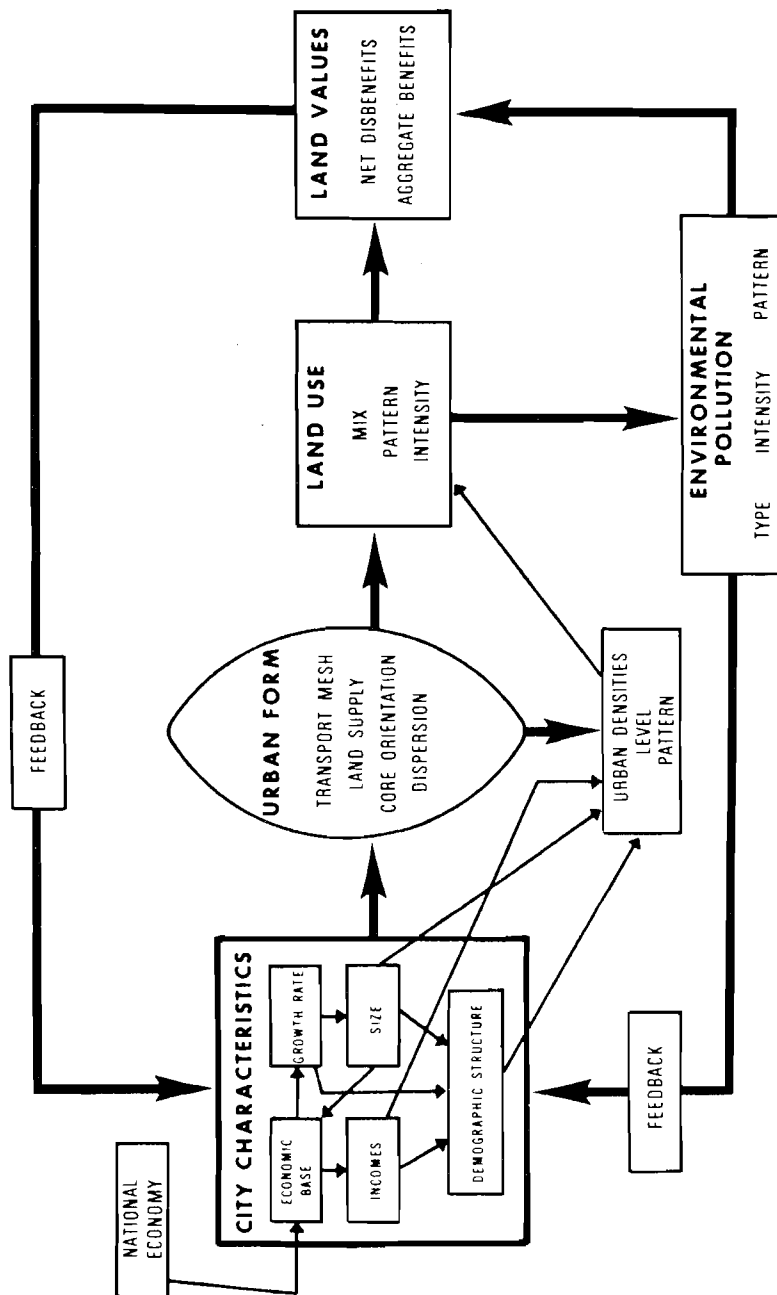 NATIONAL
ECONOMY
CITY CHARACTERISTICS
ECONOMIC
BASE
GROWTH RATE
INCOMES
SIZE
DEMOGRAPHIC STRUCTURE
FEEDBACK
FEEDBACK
URBAN FORM
TRANSPORT MESH
LAND SUPPLY
CORE ORIENTATION
DISPERSION
URBAN DENSITIES
LEVEL
PATTERN
LAND USE
MIX
PATTERN
INTENSITY
LAND VALUES
NET DISBENEFITS
AGGREGATE BENEFITS
ENVIRONMENTAL
POLLUTION
TYPE INTENSITY PATTERN